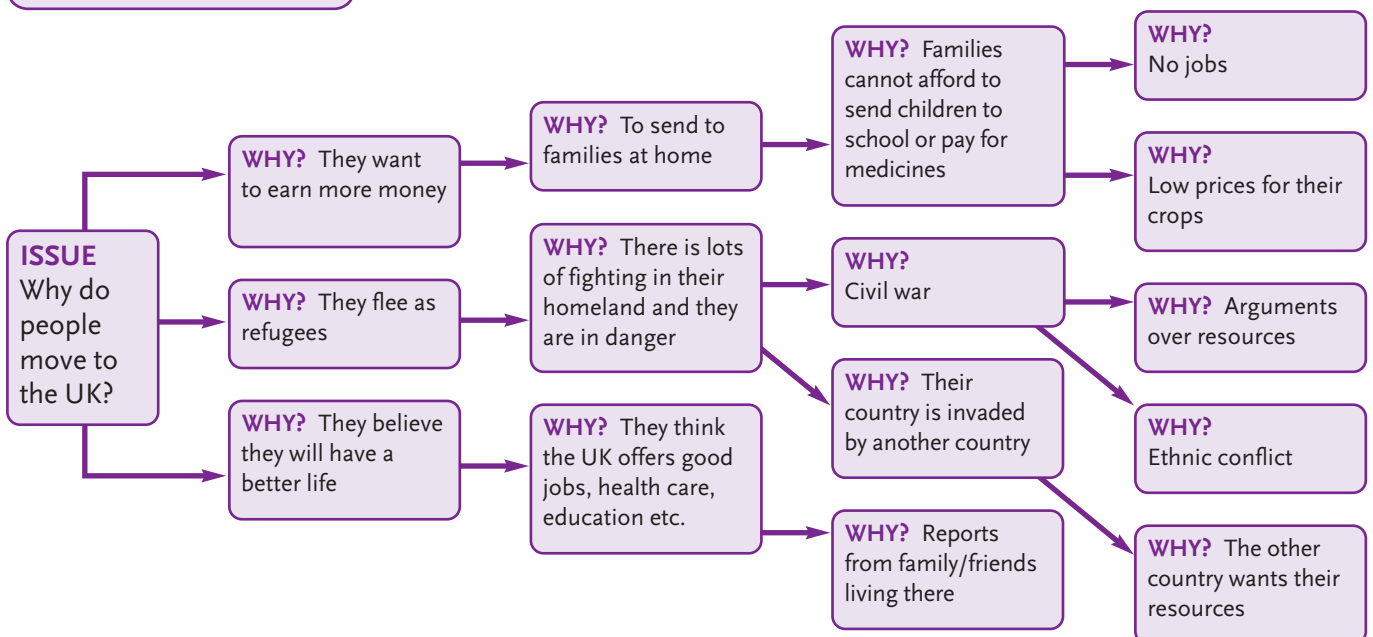 ISSUE
Why do
people
move to
the UK?
WHY? They want
to earn more money
WHY? They flee as
refugees
WHY? They believe
they will have a
better life
WHY? To send to
families at home
WHY? There is lots
of fighting in their
homeland and they
are in danger
WHY? They think
the UK offers good
jobs, health care,
education etc.
WHY? Families
cannot afford to
send children to
school or pay for
medicines
WHY?
Civil war
WHY? Their
country is invaded
by another country
WHY? Reports
from family/friends
living there
WHY?
No jobs
WHY?
Low prices for their
crops
WHY? Arguments
over resources
WHY?
Ethnic conflict
WHY? The other
country wants their
resources